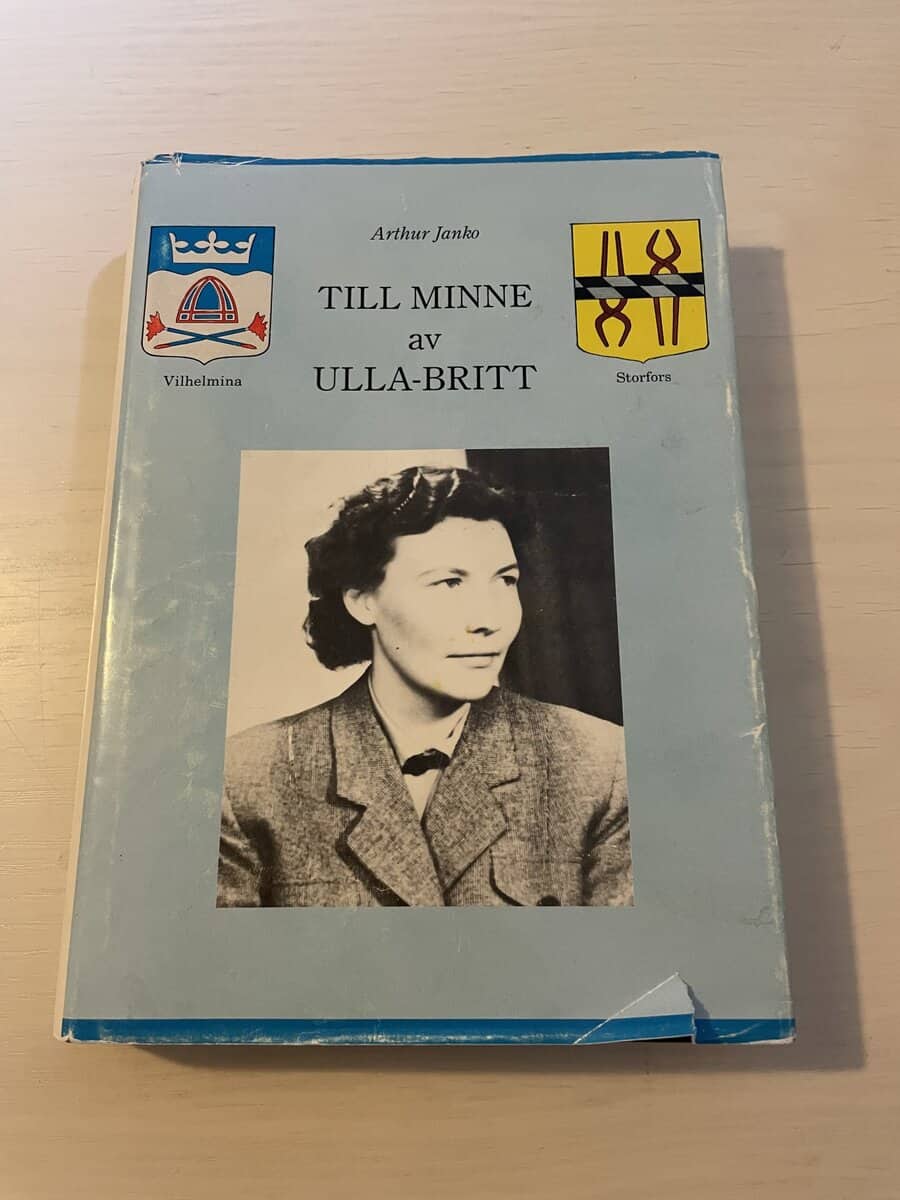 Arthur Janko
TILL MINNE
av
ULLA-BRITT
Vilhelmina
Storfors